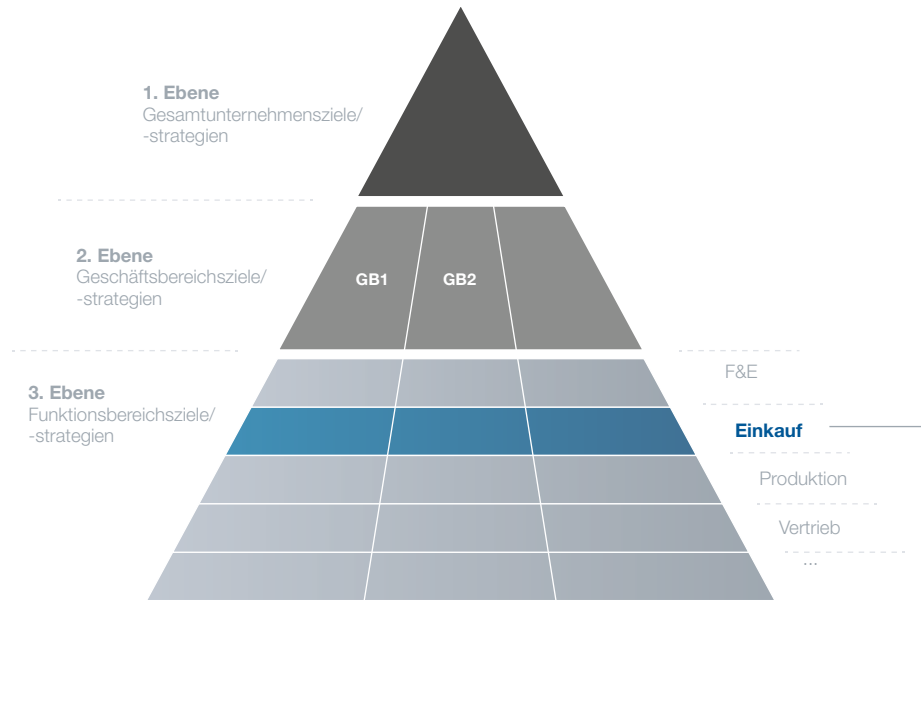 1. Ebene
Gesamtunternehmensziele/
-strategien
2. Ebene
Geschäftsbereichsziele/
-strategien
GB1
GB2
3. Ebene
Funktionsbereichsziele/
-strategien
F&E
Einkauf
Produktion
Vertrieb
...